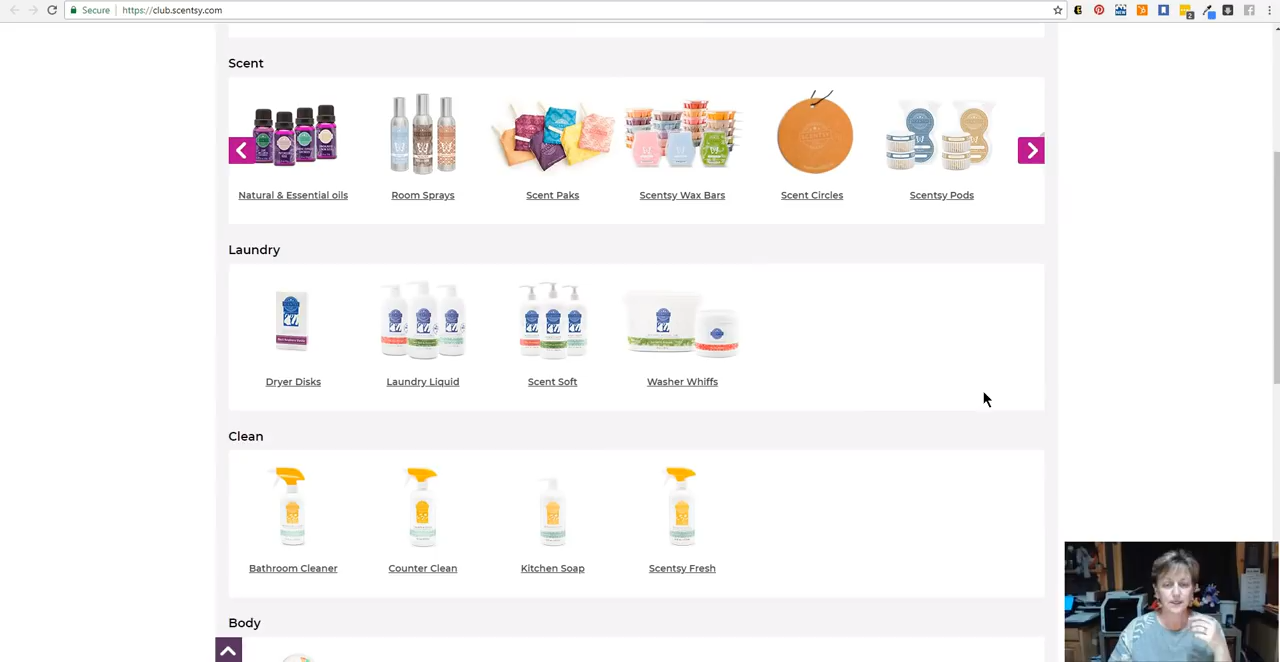 Secure
https://club.scentsy.com
Scent
Natural & Essential oils
Room Sprays
Scent Paks
Scentsy Wax Bars
Scent Circles
Scentsy Pods
Laundry
Dryer Disks
Laundry Liquid
Scent Soft
Washer Whiffs
Clean
Bathroom Cleaner
Counter Clean
Kitchen Soap
Scentsy Fresh
Body